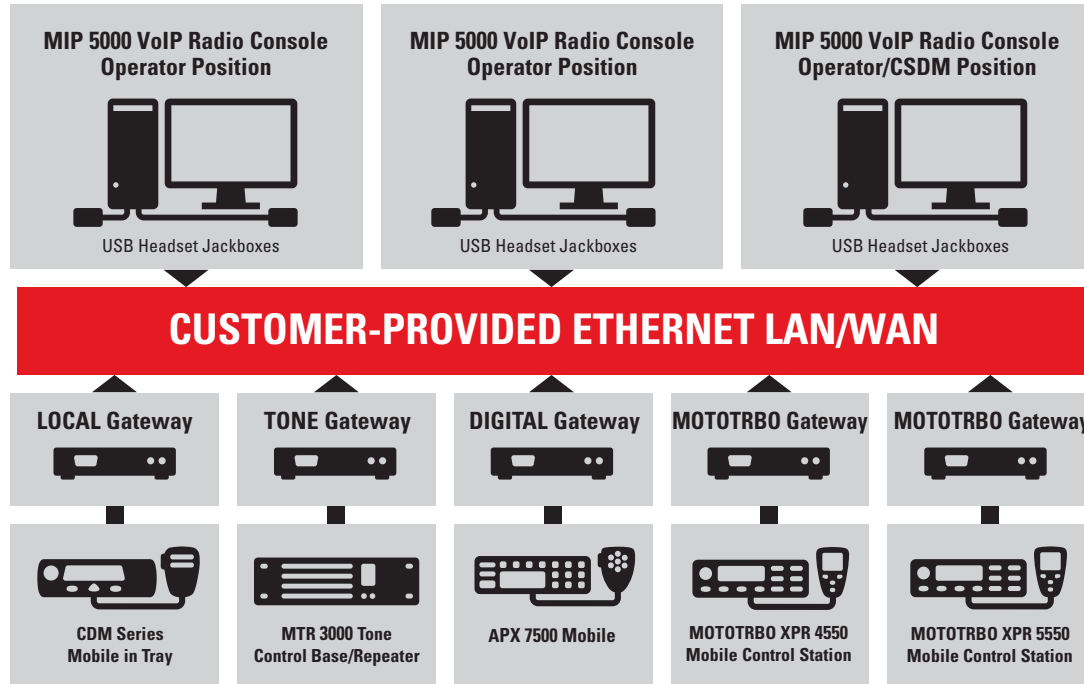 MIP 5000 VoIP Radio Console
Operator Position
USB Headset Jackboxes
MIP 5000 VoIP Radio Console
Operator Position
USB Headset Jackboxes
MIP 5000 VoIP Radio Console
Operator/CSDM Position
USB Headset Jackboxes
CUSTOMER-PROVIDED ETHERNET LAN/WAN
LOCAL Gateway
TONE Gateway
DIGITAL Gateway
MOTOTRBO Gateway
MOTOTRBO Gateway
CDM Series
Mobile in Tray
MTR 3000 Tone
Control Base/Repeater
APX 7500 Mobile
MOTOTRBO XPR 4550
Mobile Control Station
MOTOTRBO XPR 5550
Mobile Control Station